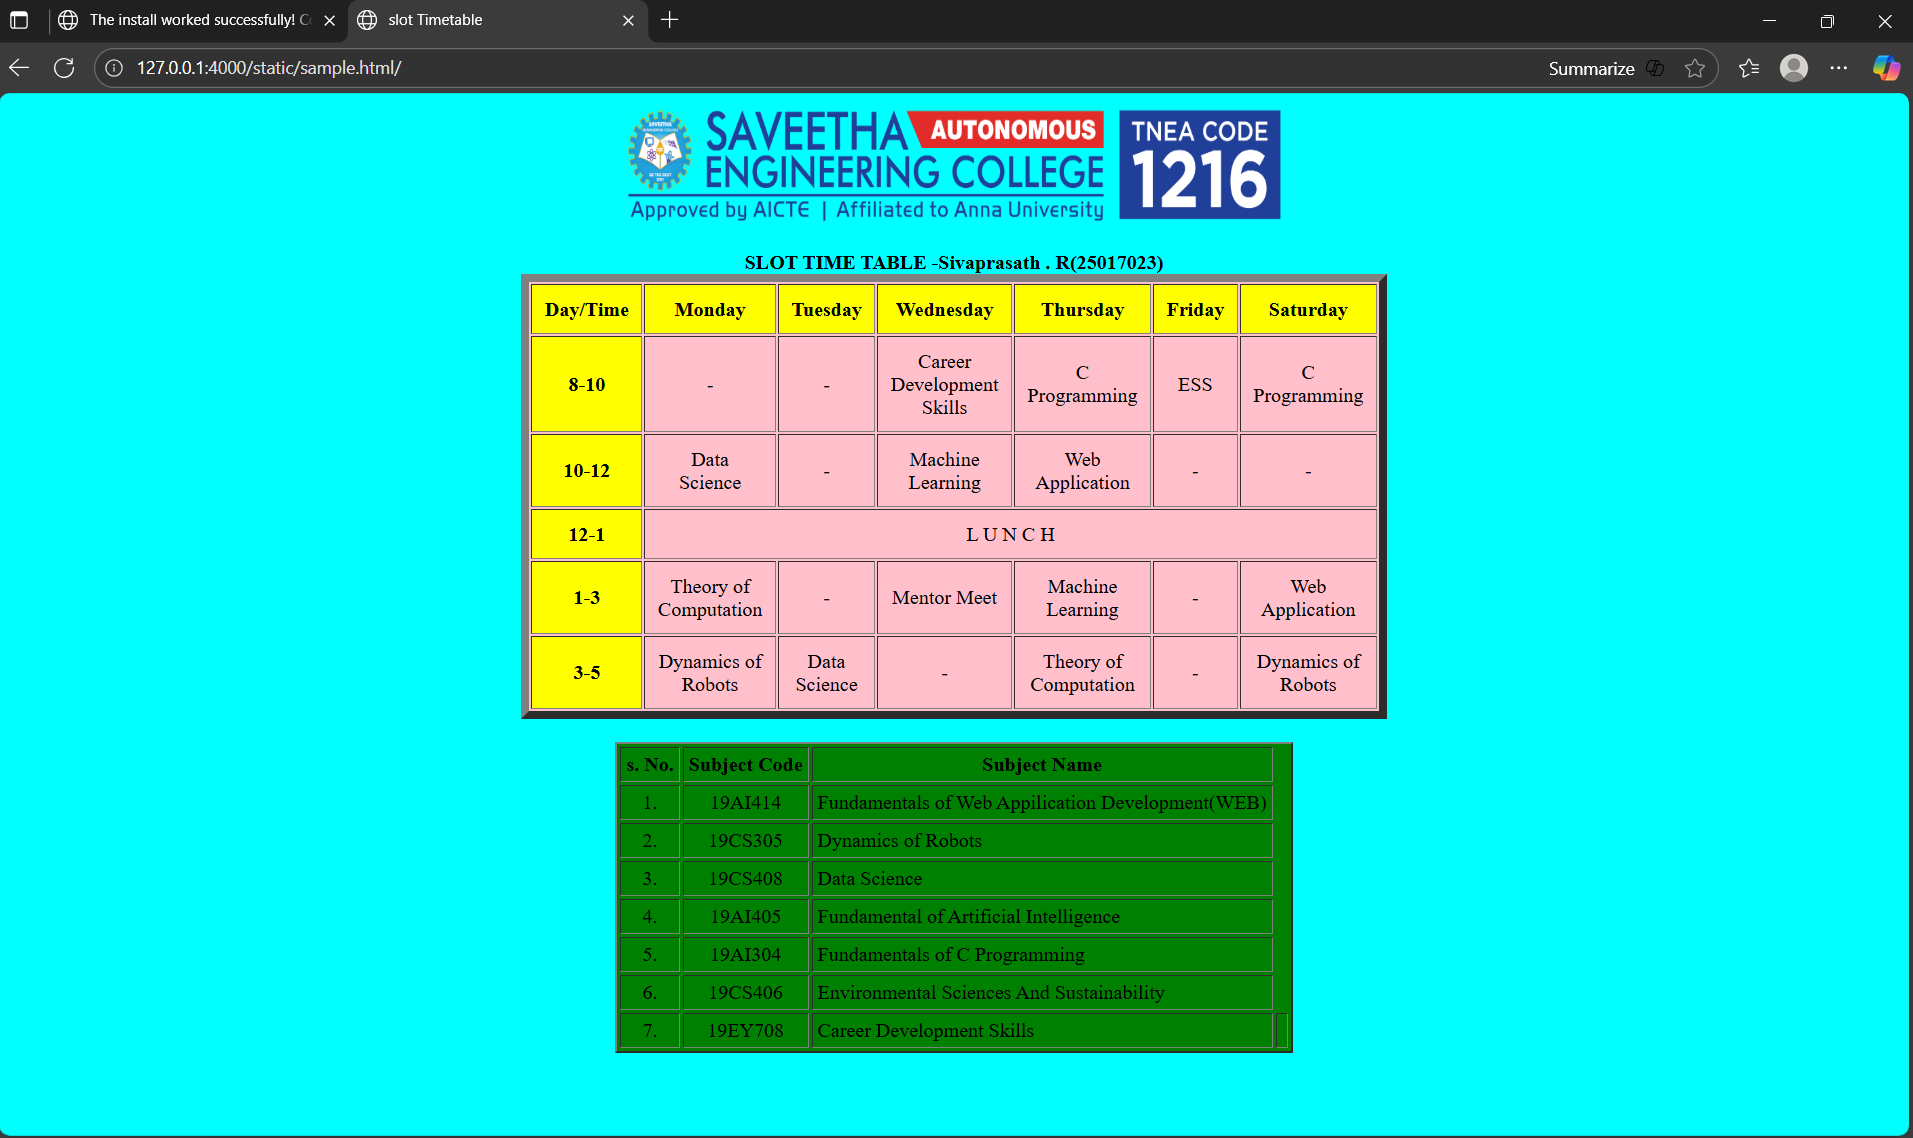 The install worked successfully! C
slot Timetable
127.0.0.1:4000/static/sample.html/
Summarize
SAVEETHA AUTONOMOUS
ENGINEERING COLLEGE
Approved by AICTE | Affiliated to Anna University
TNEA CODE
1216
SLOT TIME TABLE -Sivaprasath . R(25017023)
Day/Time Monday Tuesday Wednesday Thursday Friday Saturday
8-10 - - Career Development Skills C Programming ESS C Programming
10-12 Data Science - Machine Learning Web Application - -
12-1 L U N C H
1-3 Theory of Computation - Mentor Meet Machine Learning - Web Application
3-5 Dynamics of Robots Data Science - Theory of Computation - Dynamics of Robots
s. No. Subject Code Subject Name
1. 19AI414 Fundamentals of Web Appilication Development(WEB)
2. 19CS305 Dynamics of Robots
3. 19CS408 Data Science
4. 19AI405 Fundamental of Artificial Intelligence
5. 19AI304 Fundamentals of C Programming
6. 19CS406 Environmental Sciences And Sustainability
7. 19EY708 Career Development Skills